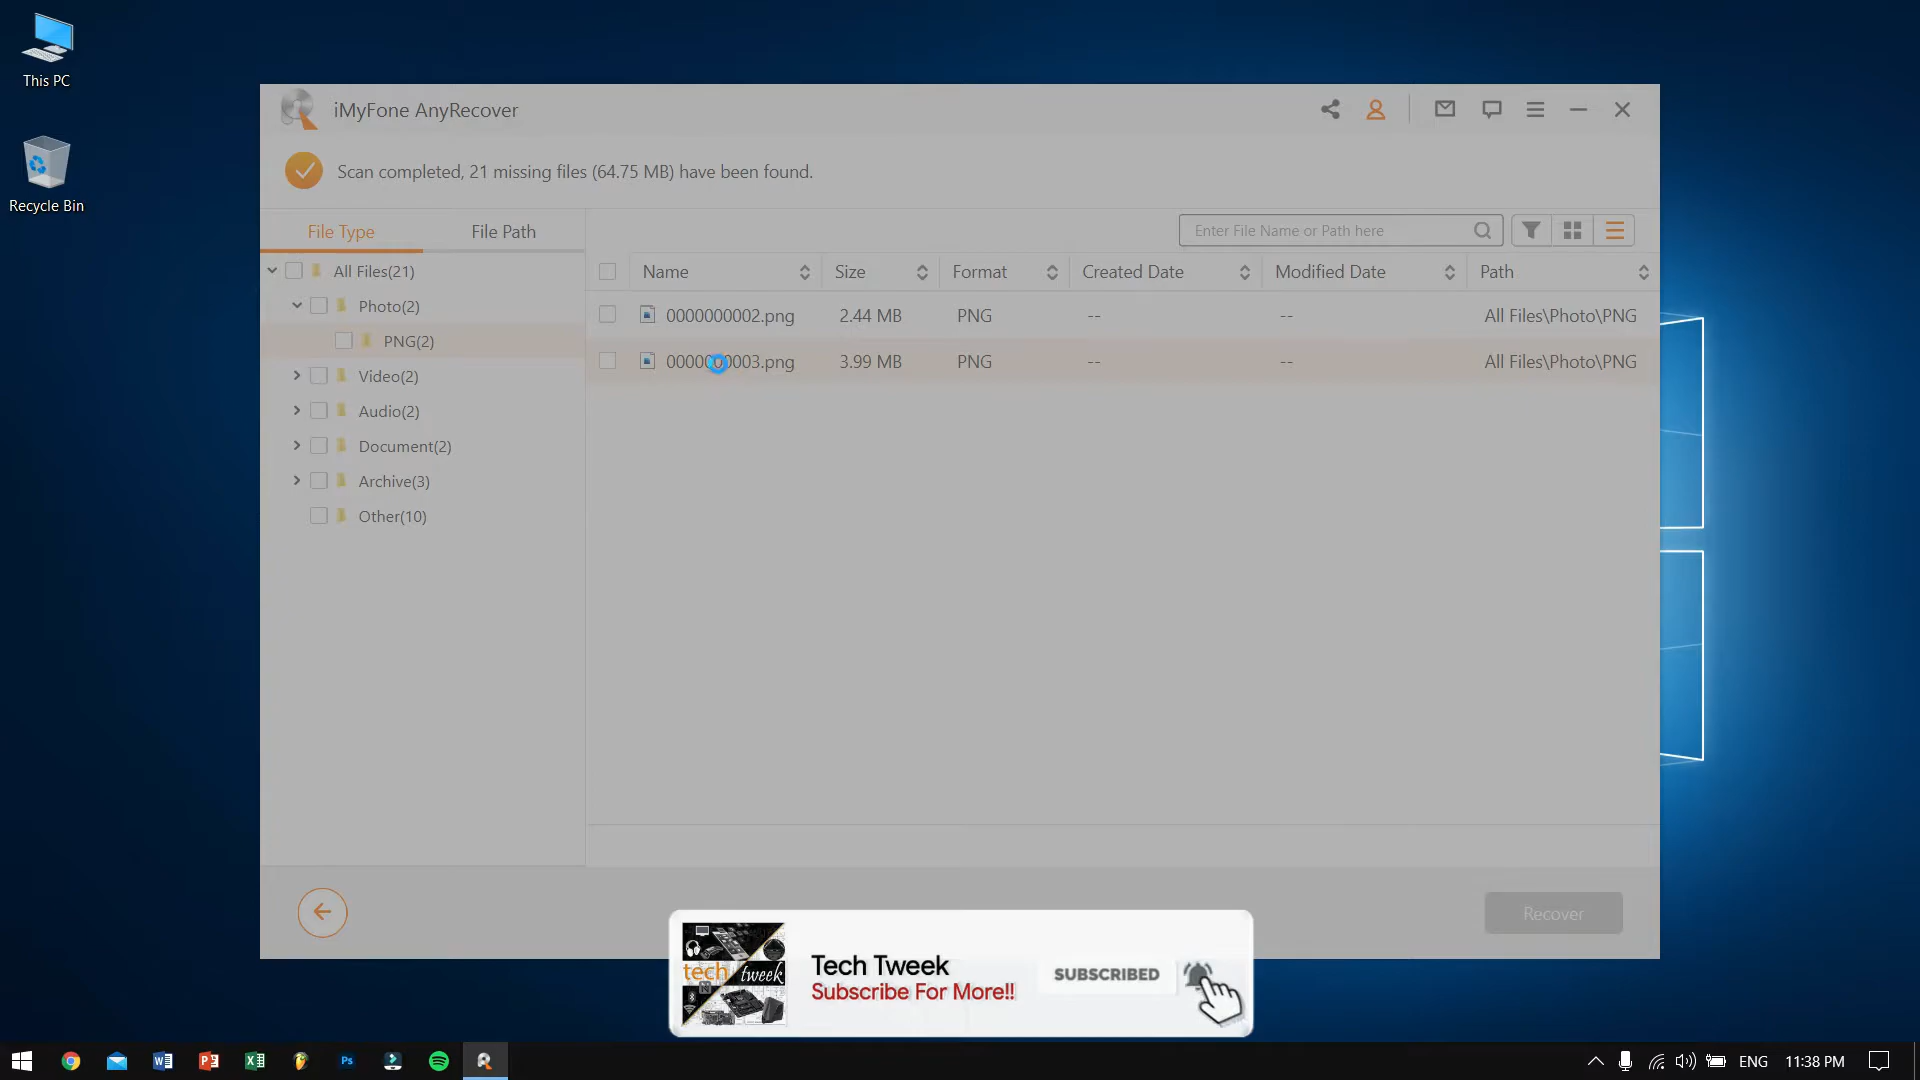 This PC
Recycle Bin
iMyFone AnyRecover
Scan completed, 21 missing files (64.75 MB) have been found.
File Type
File Path
Enter File Name or Path here
All Files(21)
Photo(2)
PNG(2)
Video(2)
Audio(2)
Document(2)
Archive(3)
Other(10)
Name Size Format Created Date Modified Date Path
0000000002.png 2.44 MB PNG -- -- All Files\Photo\PNG
0000000003.png 3.99 MB PNG -- -- All Files\Photo\PNG
Recover
tech tweek
Tech Tweek
Subscribe For More!!
SUBSCRIBED
Ps
ENG
11:38 PM